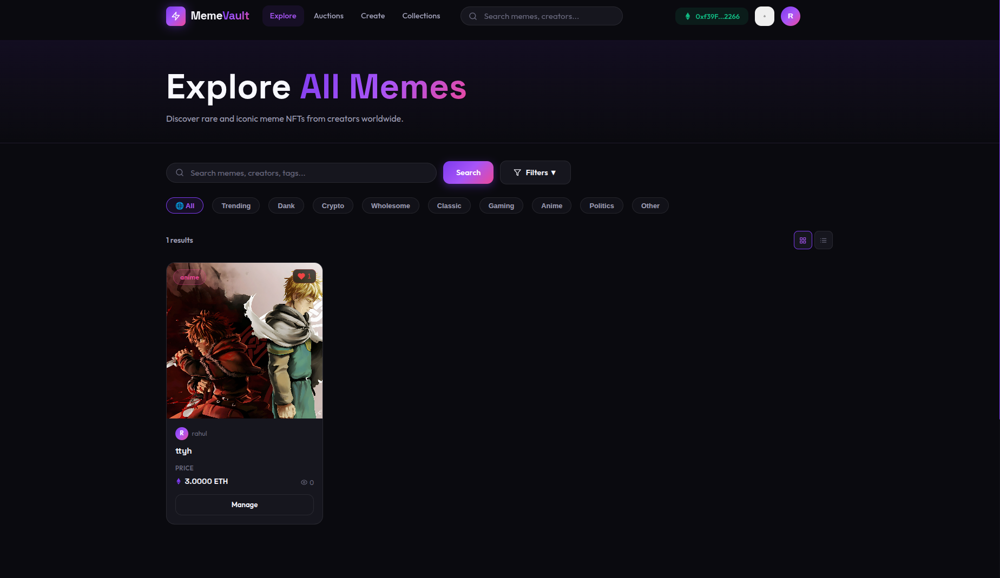 MemeVault Explore Auctions Create Collections Search memes, creators... 0xf39F...2266 R
Explore All Memes
Discover rare and iconic meme NFTs from creators worldwide.
Search memes, creators, tags... Search Filters ▼
🌐 All Trending Dank Crypto Wholesome Classic Gaming Anime Politics Other
1 results
anime 1
R rahul
ttyh
PRICE
3.0000 ETH 0
Manage